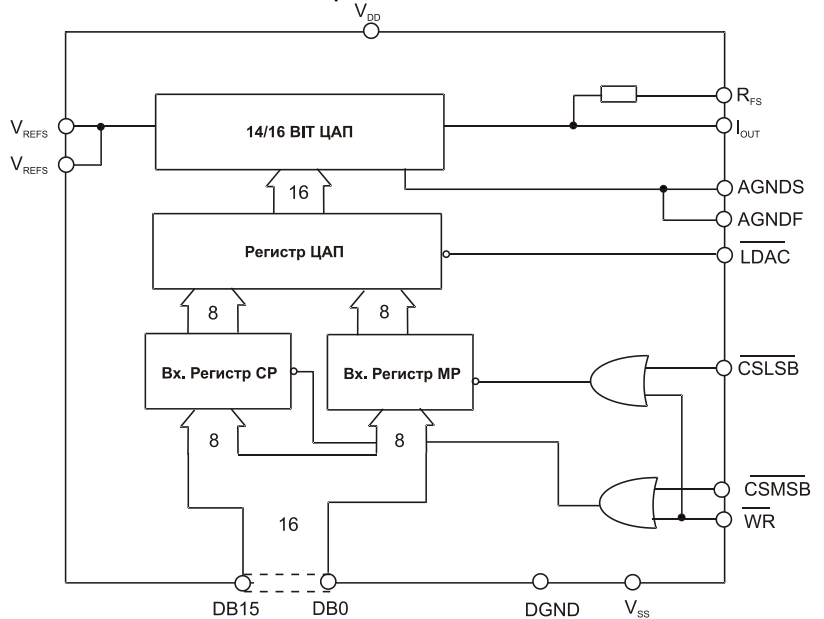 V_DD
R_FS
V_REFS
14/16 BIT ЦАП
I_OUT
V_REFS
16
AGNDS
AGNDF
Регистр ЦАП
LDAC
8
8
Вх. Регистр СР
Вх. Регистр МР
CSLSB
8
8
CSMSB
16
WR
DB15
DB0
DGND
V_SS